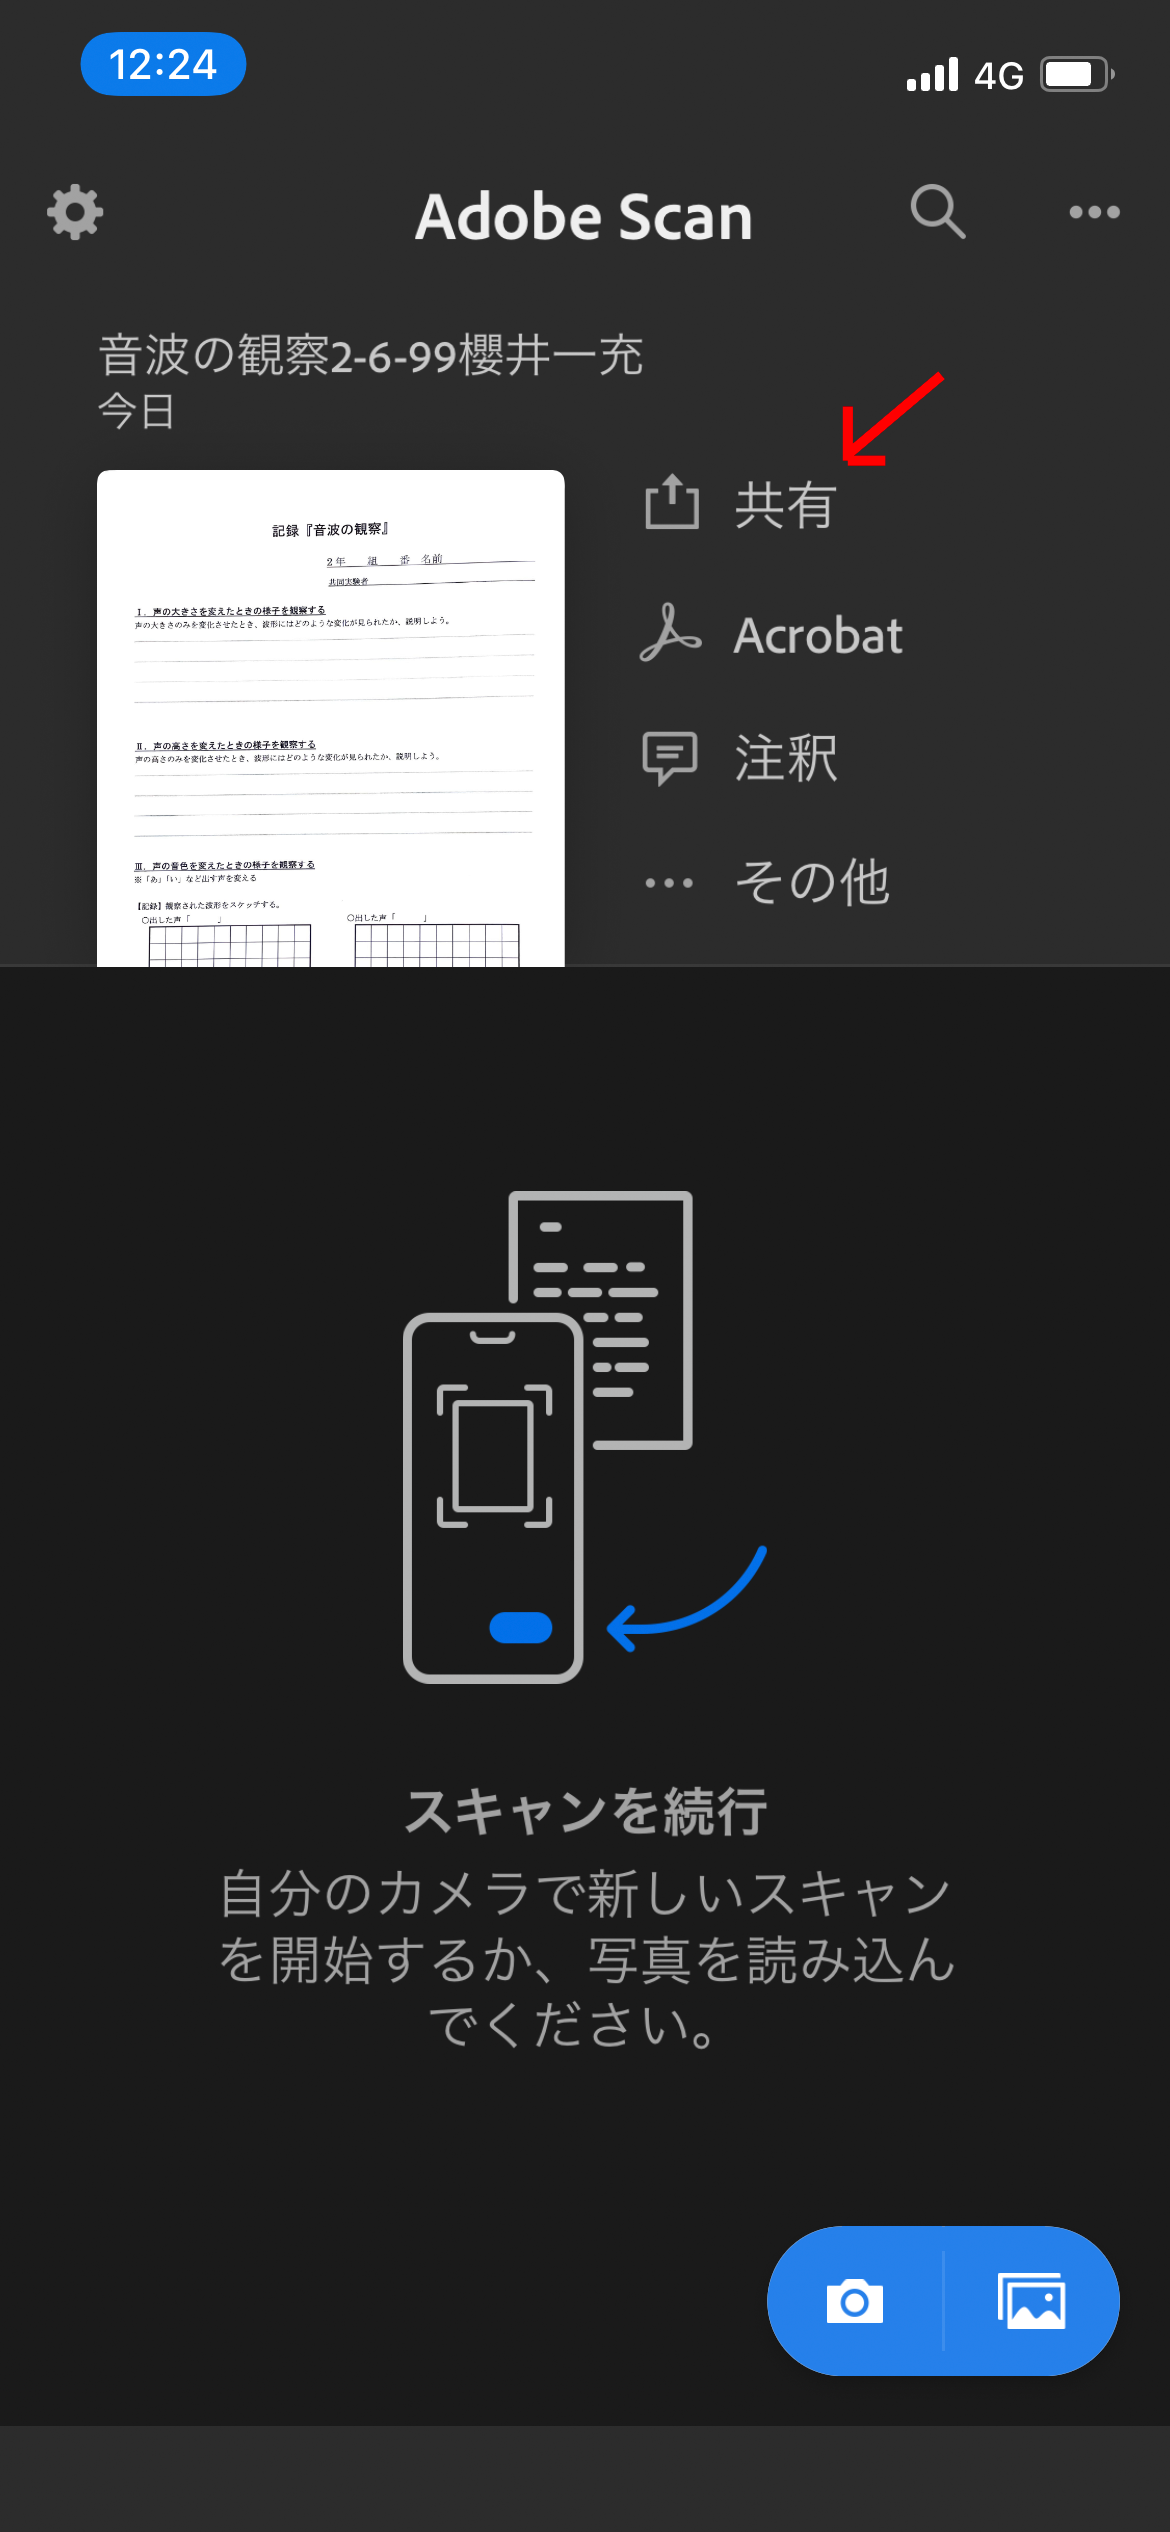 12:24
4G
Adobe Scan
音波の観察2-6-99櫻井一充
今日
記録『音波の観察』
2年 組 番 名前
共同実験者
Ⅰ. 声の大きさを変えたときの様子を観察する
声の大きさのみを変化させたとき、波形にはどのような変化が見られたか、説明しよう。
Ⅱ. 声の高さを変えたときの様子を観察する
声の高さのみを変化させたとき、波形にはどのような変化が見られたか、説明しよう。
Ⅲ. 声の音色を変えたときの様子を観察する
※「あ」「い」など出す声を変える
【記録】観察された波形をスケッチする。
○出した声「 」 ○出した声「 」
共有
Acrobat
注釈
その他
スキャンを続行
自分のカメラで新しいスキャン
を開始するか、写真を読み込ん
でください。